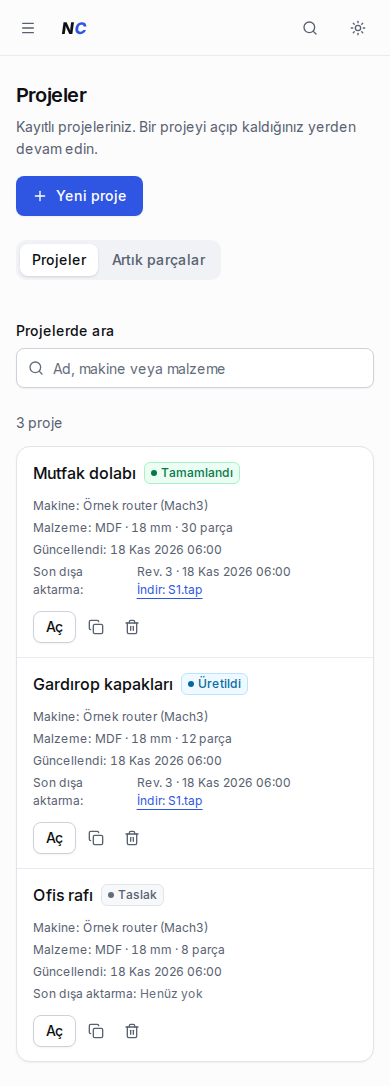 NC
Projeler
Kayıtlı projeleriniz. Bir projeyi açıp kaldığınız yerden
devam edin.
Yeni proje
Projeler Artık parçalar
Projelerde ara
Ad, makine veya malzeme
3 proje
Mutfak dolabı Tamamlandı
Makine: Örnek router (Mach3)
Malzeme: MDF · 18 mm · 30 parça
Güncellendi: 18 Kas 2026 06:00
Son dışa aktarma: Rev. 3 · 18 Kas 2026 06:00
İndir: S1.tap
Aç
Gardırop kapakları Üretildi
Makine: Örnek router (Mach3)
Malzeme: MDF · 18 mm · 12 parça
Güncellendi: 18 Kas 2026 06:00
Son dışa aktarma: Rev. 3 · 18 Kas 2026 06:00
İndir: S1.tap
Aç
Ofis rafı Taslak
Makine: Örnek router (Mach3)
Malzeme: MDF · 18 mm · 8 parça
Güncellendi: 18 Kas 2026 06:00
Son dışa aktarma: Henüz yok
Aç